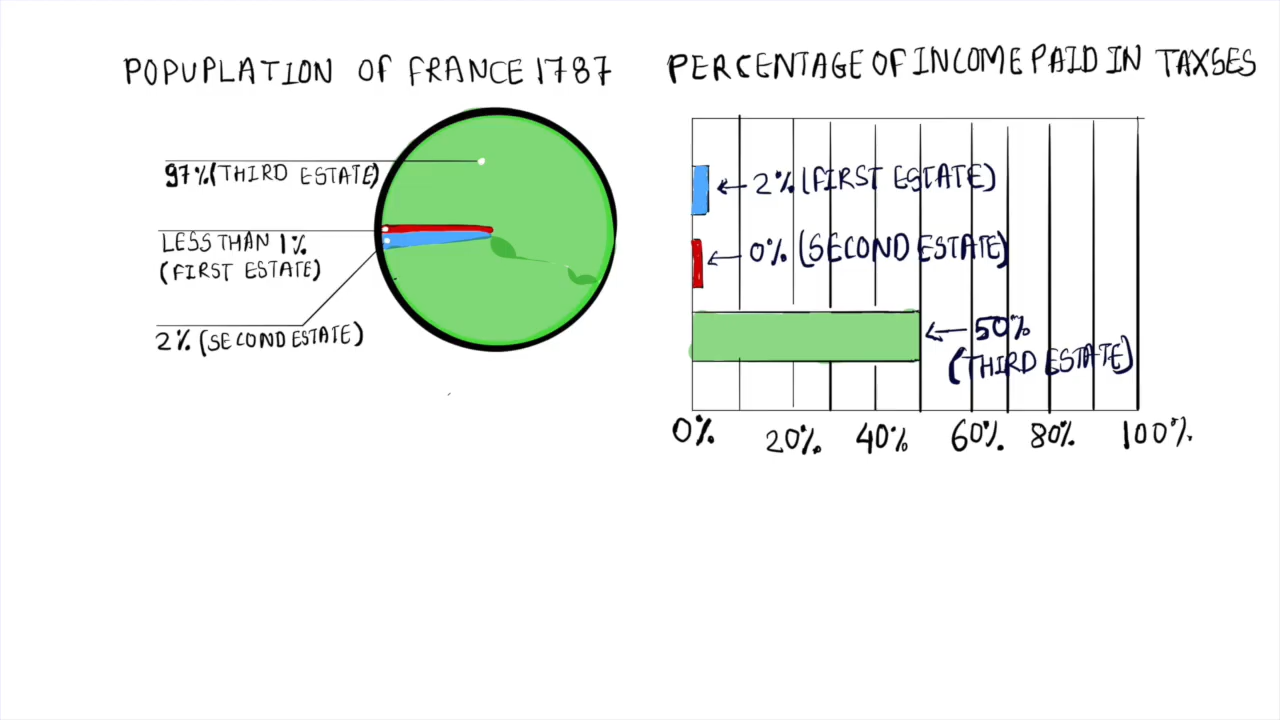 POPUPLATION OF FRANCE 1787
97% (THIRD ESTATE)
LESS THAN 1%
(FIRST ESTATE)
2% (SECOND ESTATE)
PERCENTAGE OF INCOME PAID IN TAXSES
2% (FIRST ESTATE)
0% (SECOND ESTATE)
50%
(THIRD ESTATE)
0% 20% 40% 60% 80% 100%